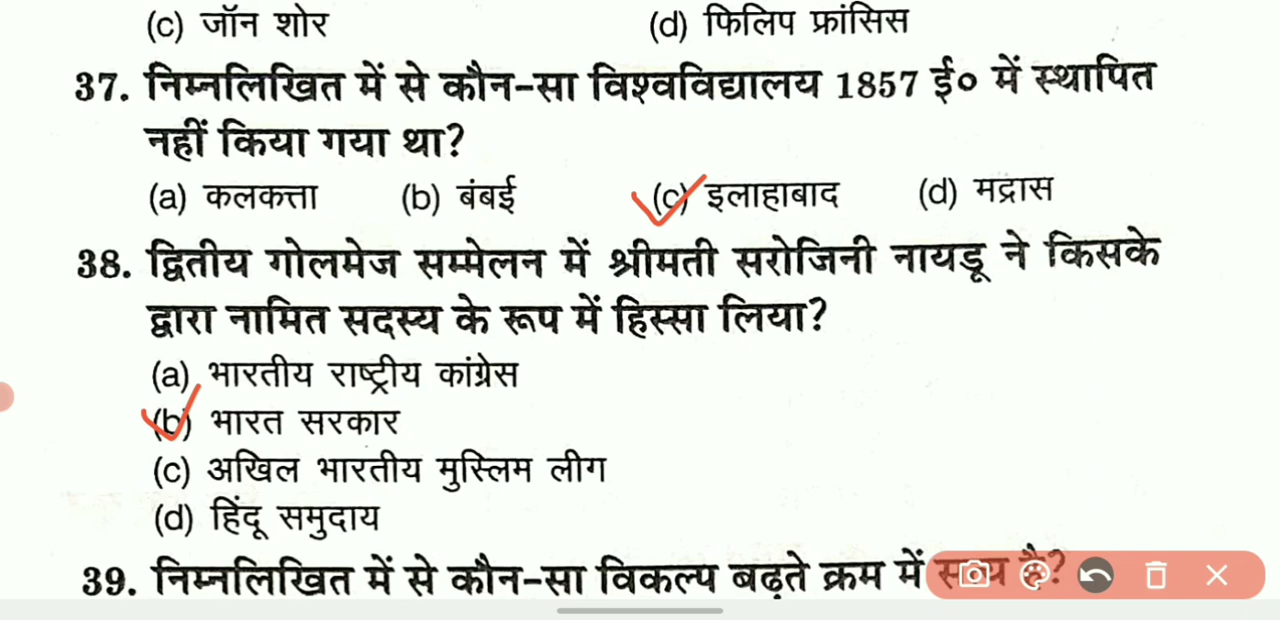 (c) जॉन शोर (d) फिलिप फ्रांसिस
37. निम्नलिखित में से कौन-सा विश्वविद्यालय 1857 ई० में स्थापित
नहीं किया गया था?
(a) कलकत्ता (b) बंबई (c) इलाहाबाद (d) मद्रास
38. द्वितीय गोलमेज सम्मेलन में श्रीमती सरोजिनी नायडू ने किसके
द्वारा नामित सदस्य के रूप में हिस्सा लिया?
(a) भारतीय राष्ट्रीय कांग्रेस
(b) भारत सरकार
(c) अखिल भारतीय मुस्लिम लीग
(d) हिंदू समुदाय
39. निम्नलिखित में से कौन-सा विकल्प बढ़ते क्रम में है?